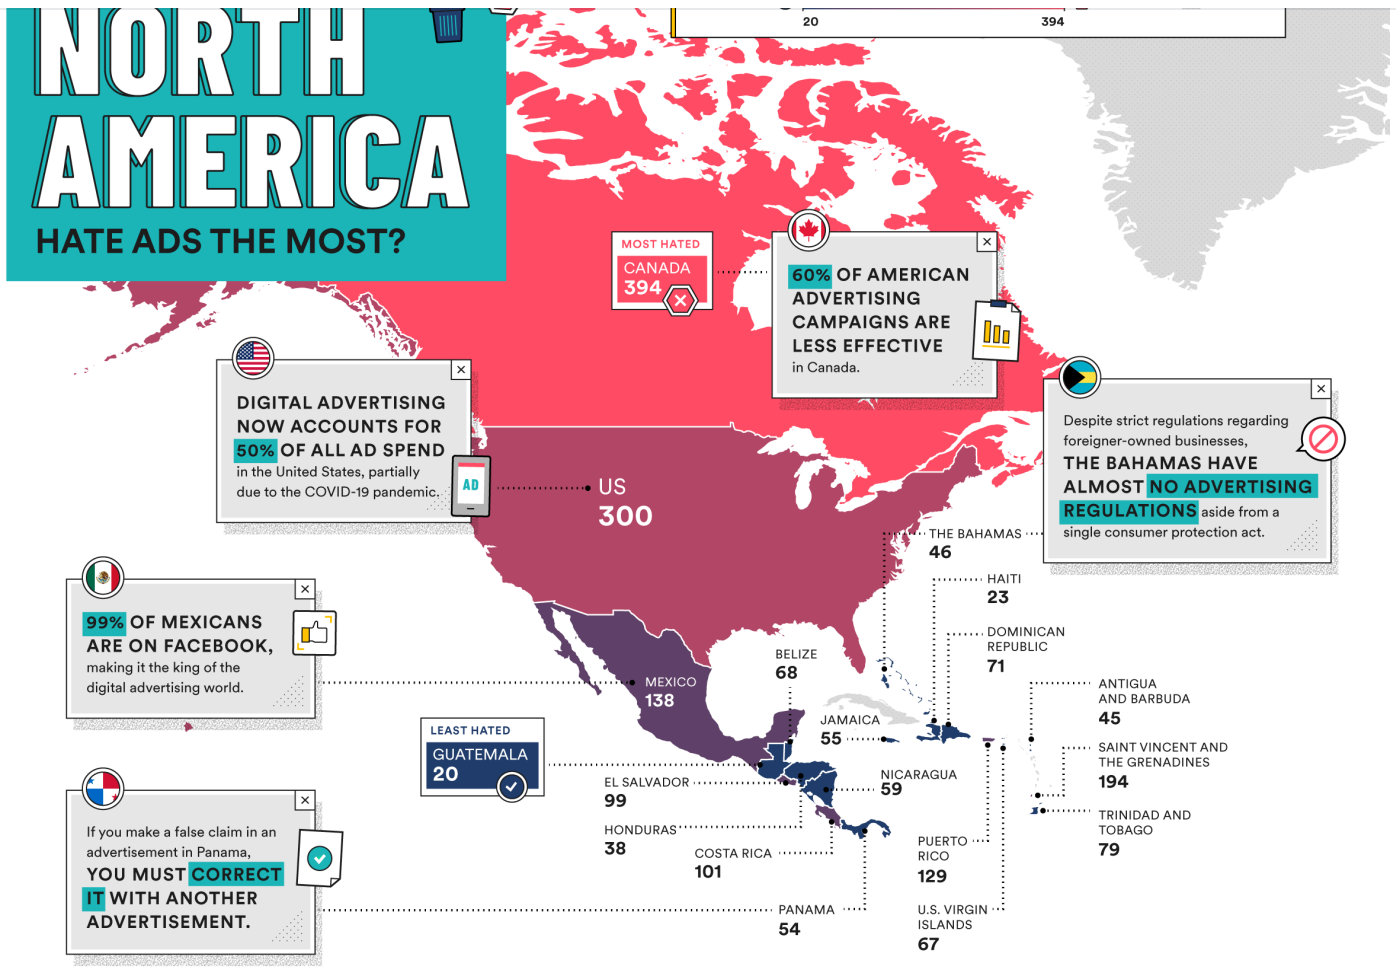 NORTH
AMERICA
HATE ADS THE MOST?
20
394
MOST HATED
CANADA
394
60% OF AMERICAN
ADVERTISING
CAMPAIGNS ARE
LESS EFFECTIVE
in Canada.
DIGITAL ADVERTISING
NOW ACCOUNTS FOR
50% OF ALL AD SPEND
in the United States, partially
due to the COVID-19 pandemic.
AD
US
300
Despite strict regulations regarding
foreigner-owned businesses,
THE BAHAMAS HAVE
ALMOST NO ADVERTISING
REGULATIONS aside from a
single consumer protection act.
THE BAHAMAS
46
HAITI
23
DOMINICAN
REPUBLIC
71
99% OF MEXICANS
ARE ON FACEBOOK,
making it the king of the
digital advertising world.
MEXICO
138
BELIZE
68
JAMAICA
55
ANTIGUA
AND BARBUDA
45
SAINT VINCENT AND
THE GRENADINES
194
TRINIDAD AND
TOBAGO
79
LEAST HATED
GUATEMALA
20
EL SALVADOR
99
NICARAGUA
59
HONDURAS
38
COSTA RICA
101
PUERTO
RICO
129
If you make a false claim in an
advertisement in Panama,
YOU MUST CORRECT
IT WITH ANOTHER
ADVERTISEMENT.
PANAMA
54
U.S. VIRGIN
ISLANDS
67